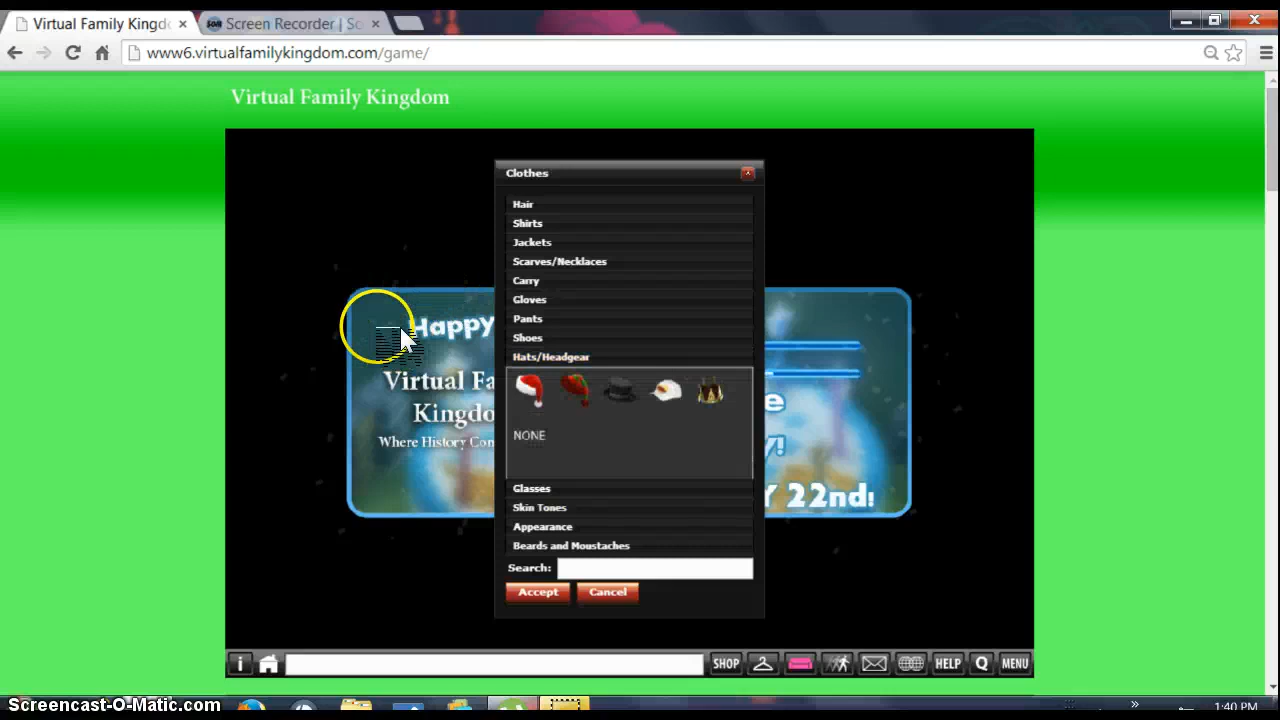 Virtual Family Kingdo
Screen Recorder | Sc
www6.virtualfamilykingdom.com/game/
Virtual Family Kingdom
Clothes
Hair
Shirts
Jackets
Scarves/Necklaces
Carry
Gloves
Pants
Shoes
Hats/Headgear
NONE
Glasses
Skin Tones
Appearance
Beards and Moustaches
Search:
Accept Cancel
Happy
Virtual Fa
Kingdo
Where History Com
e
y!
Y 22nd!
i SHOP HELP Q MENU
Screencast-O-Matic.com
1:40 PM